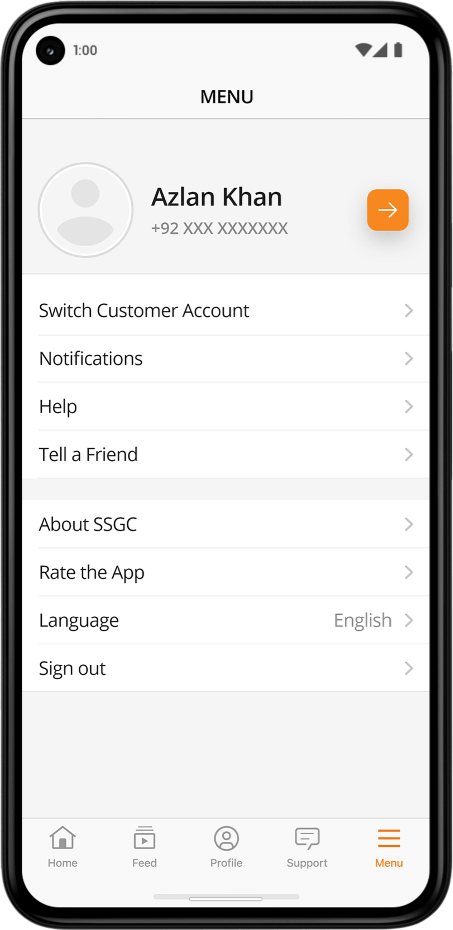 1:00
MENU
Azlan Khan
+92 XXX XXXXXXX
Switch Customer Account
Notifications
Help
Tell a Friend
About SSGC
Rate the App
Language English
Sign out
Home Feed Profile Support Menu